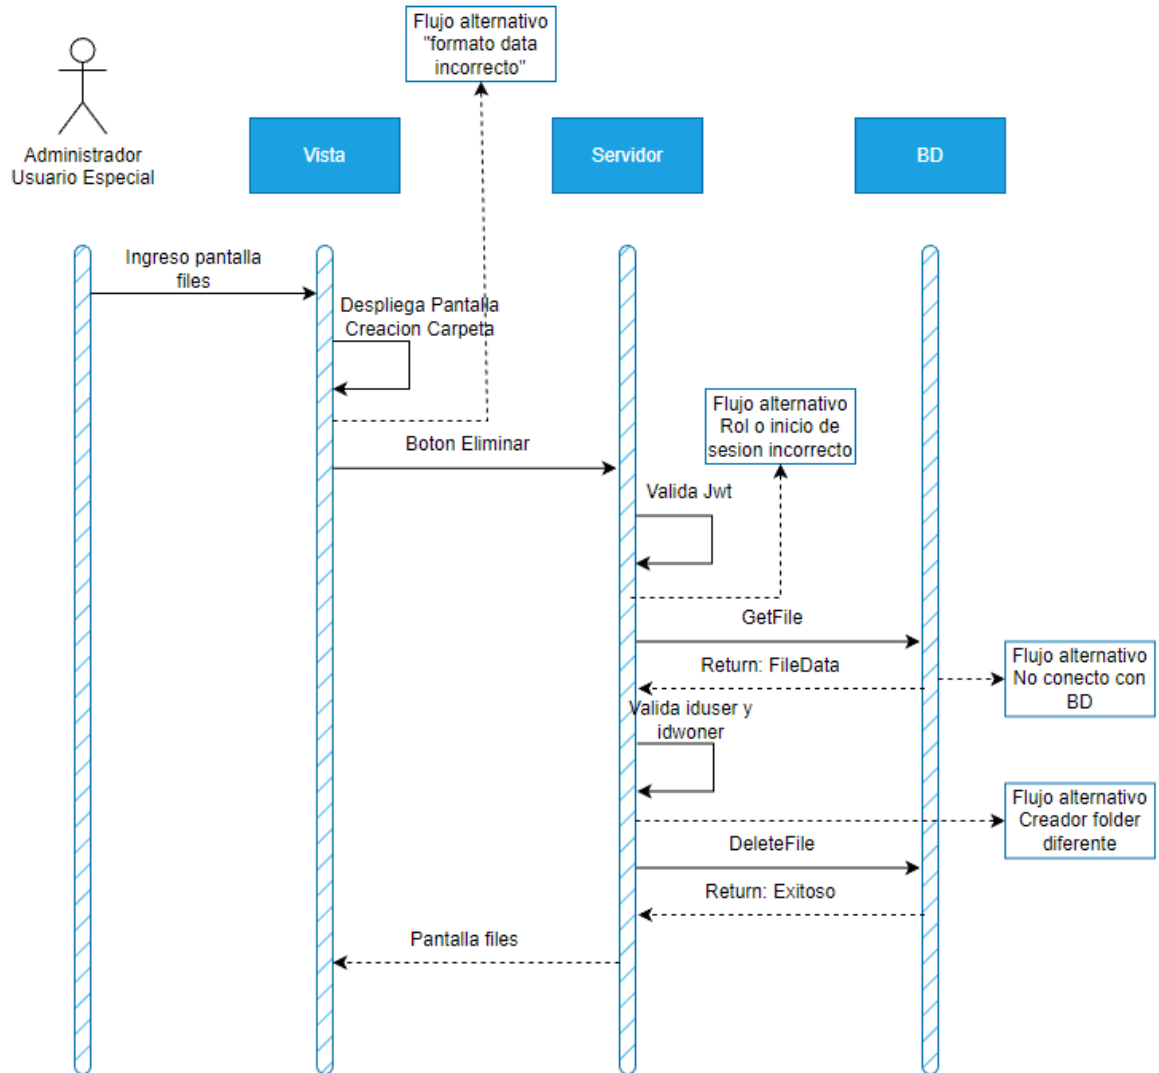 Flujo alternativo
"formato data
incorrecto"
Administrador
Usuario Especial
Vista
Servidor
BD
Ingreso pantalla
files
Despliega Pantalla
Creacion Carpeta
Flujo alternativo
Rol o inicio de
sesion incorrecto
Boton Eliminar
Valida Jwt
GetFile
Return: FileData
Flujo alternativo
No conecto con
BD
Valida iduser y
idwoner
Flujo alternativo
Creador folder
diferente
DeleteFile
Return: Exitoso
Pantalla files